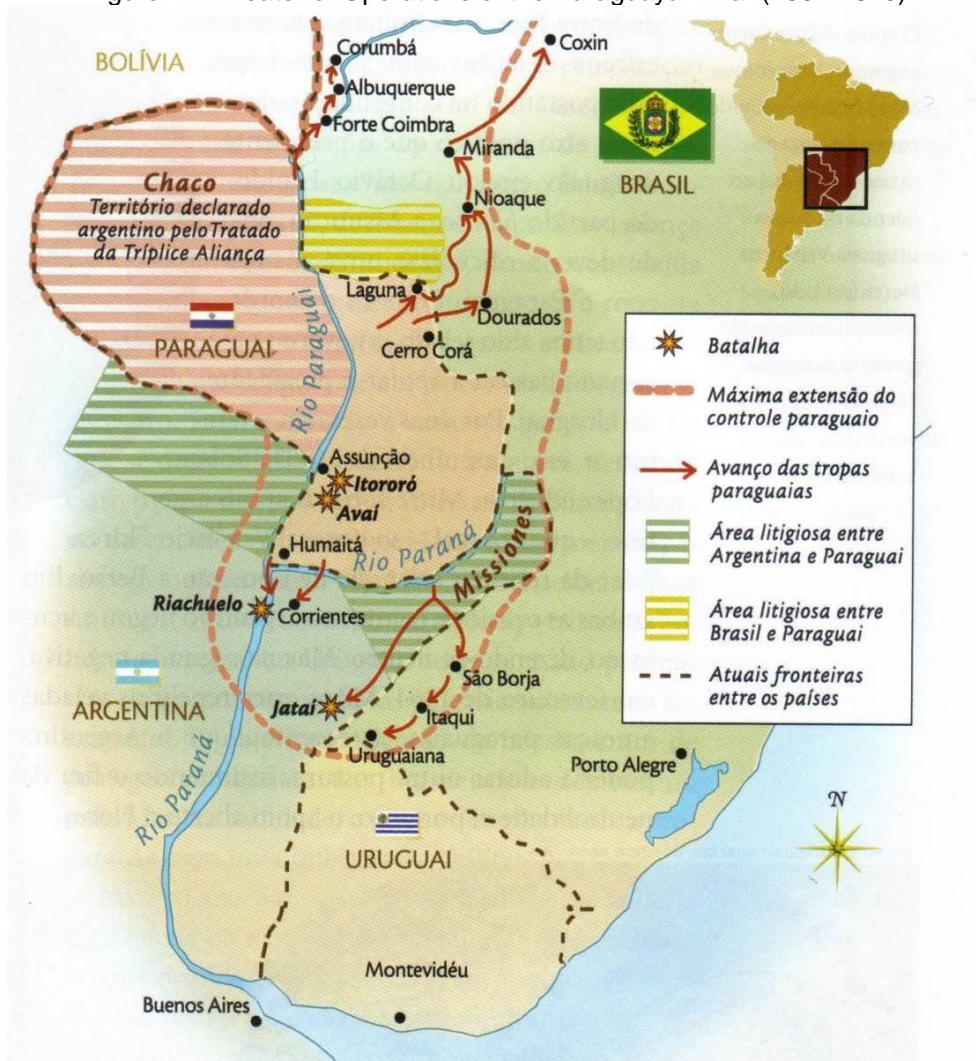 BOLÍVIA
Corumbá
Albuquerque
Forte Coimbra
Coxin
Miranda
BRASIL
Nioaque
Chaco
Território declarado
argentino pelo Tratado
da Tríplice Aliança
Laguna
Dourados
Cerro Corá
PARAGUAI
Rio Paraguai
Assunção
Itororó
Avaí
Humaitá
Rio Paraná
Missiones
Riachuelo
Corrientes
São Borja
ARGENTINA
Jataí
Itaqui
Uruguaiana
Porto Alegre
Rio Paraná
URUGUAI
Montevidéu
Buenos Aires
Batalha
Máxima extensão do
controle paraguaio
Avanço das tropas
paraguaias
Área litigiosa entre
Argentina e Paraguai
Área litigiosa entre
Brasil e Paraguai
Atuais fronteiras
entre os países
N